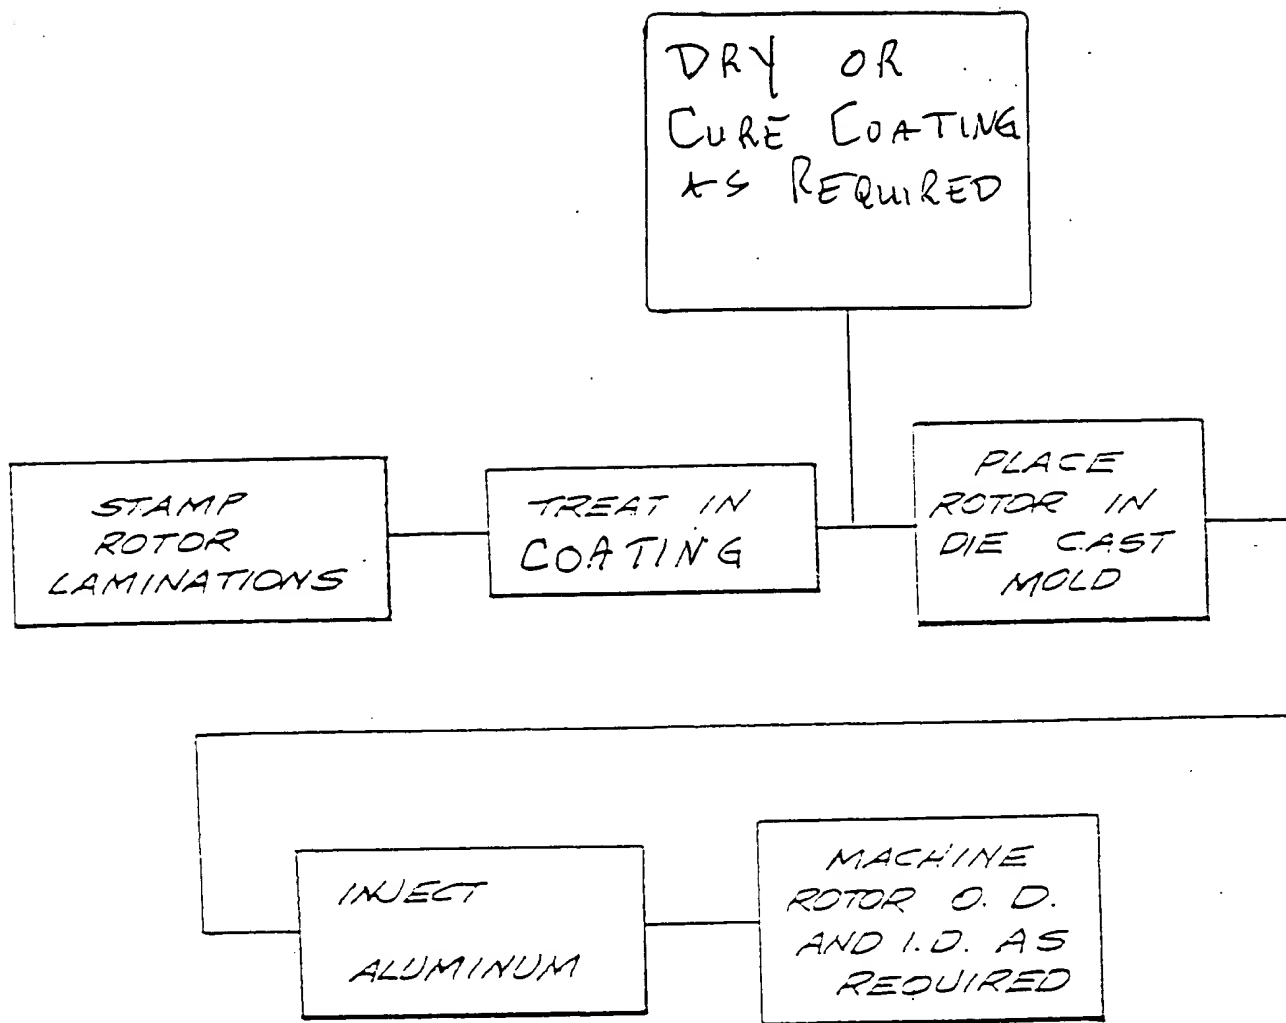 DRY OR
CURE COATING
AS REQUIRED
STAMP
ROTOR
LAMINATIONS
TREAT IN
COATING
PLACE
ROTOR IN
DIE CAST
MOLD
INJECT
ALUMINUM
MACHINE
ROTOR O.D.
AND I.D. AS
REQUIRED